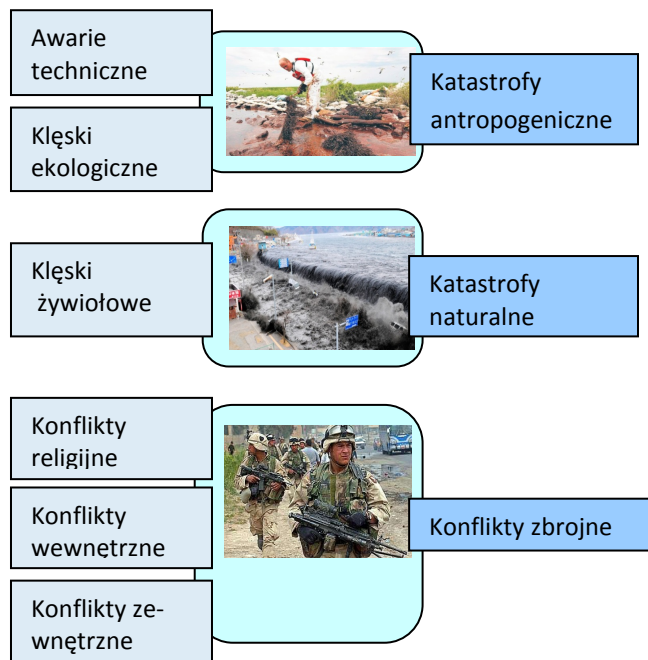 Awarie
techniczne
Katastrofy
antropogeniczne
Klęski
ekologiczne
Klęski
żywiołowe
Katastrofy
naturalne
Konflikty
religijne
Konflikty
wewnętrzne
Konflikty zbrojne
Konflikty ze-
wnętrzne